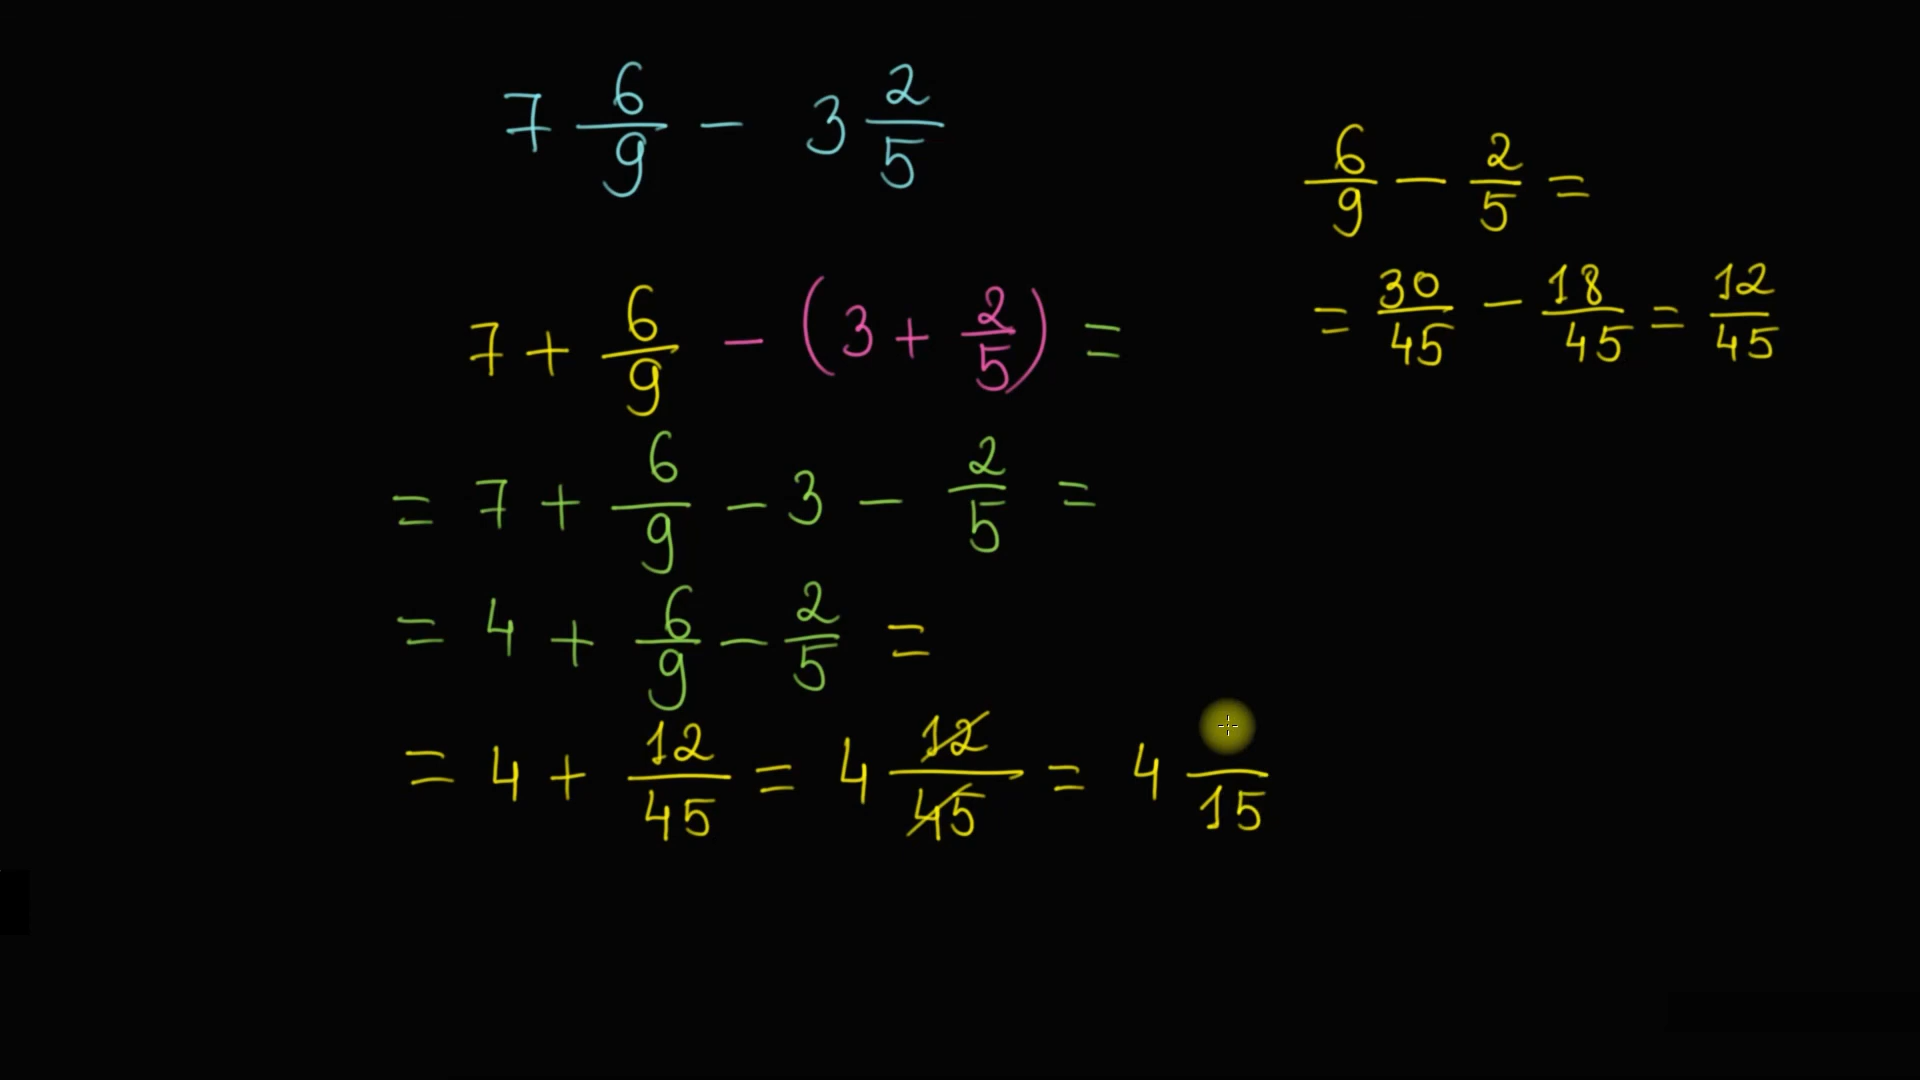 7 6/9 - 3 2/5
6/9 - 2/5 =
= 30/45 - 18/45 = 12/45
7 + 6/9 - (3 + 2/5) =
= 7 + 6/9 - 3 - 2/5 =
= 4 + 6/9 - 2/5 =
= 4 + 12/45 = 4 12/45 = 4 /15